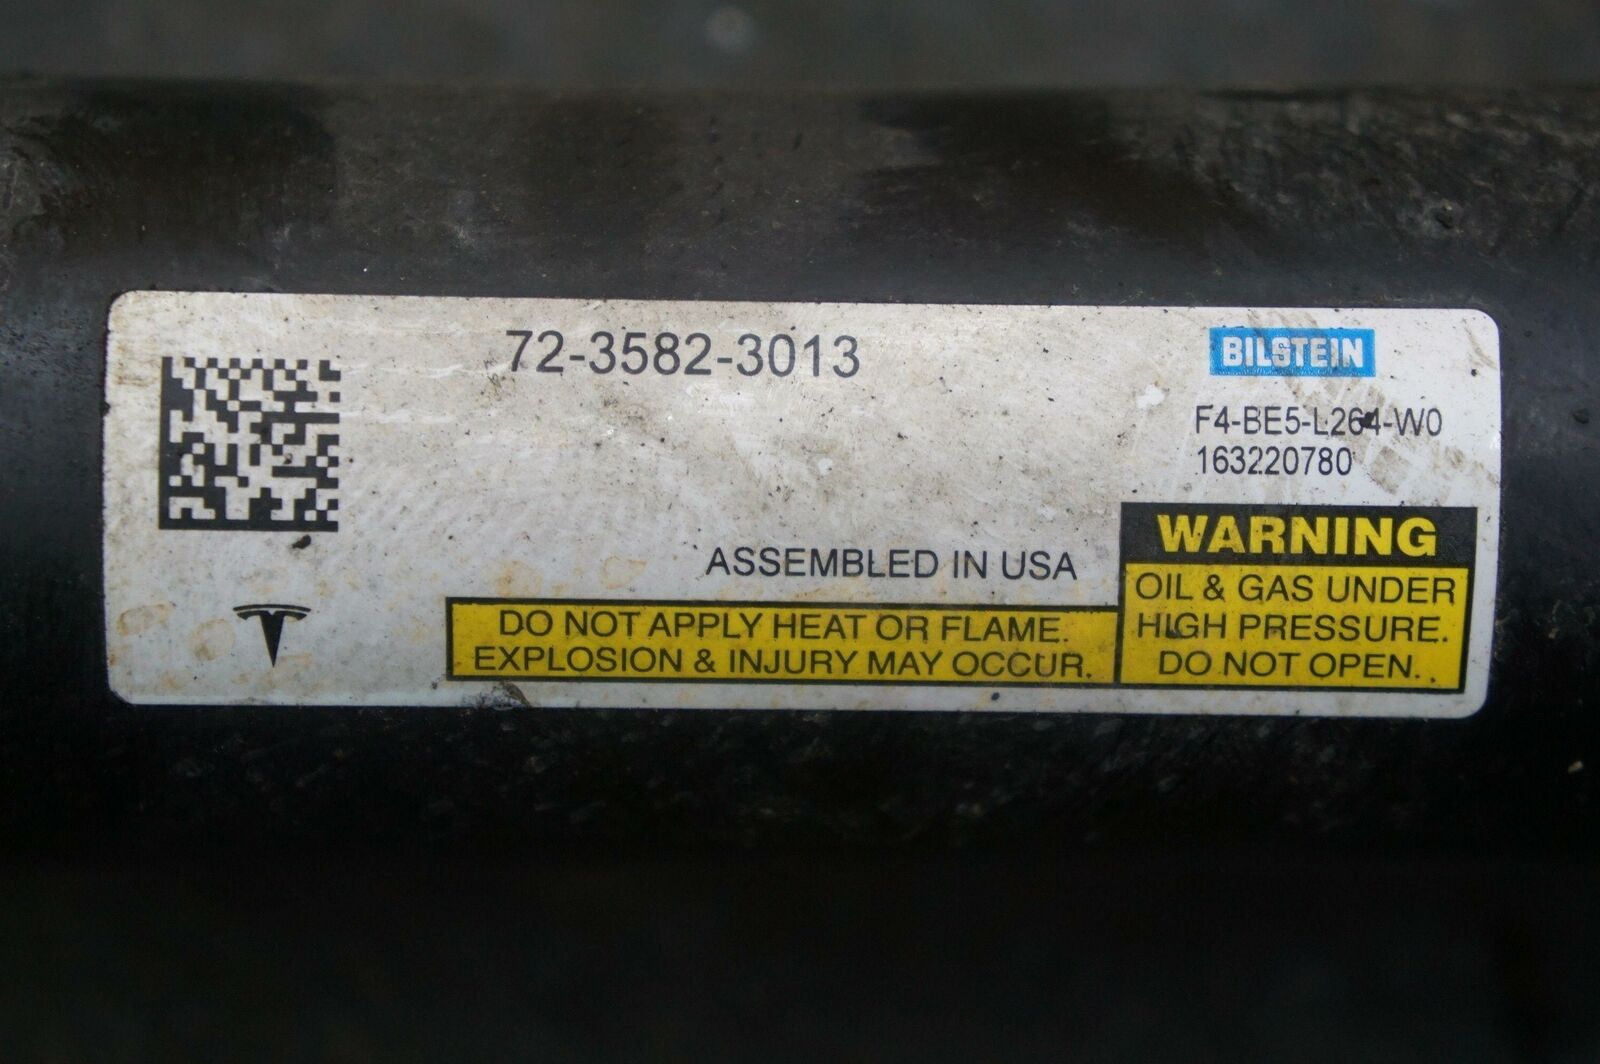 72-3582-3013
BILSTEIN
F4-BE5-L264-W0
163220780
ASSEMBLED IN USA
DO NOT APPLY HEAT OR FLAME.
EXPLOSION & INJURY MAY OCCUR.
WARNING
OIL & GAS UNDER
HIGH PRESSURE.
DO NOT OPEN..